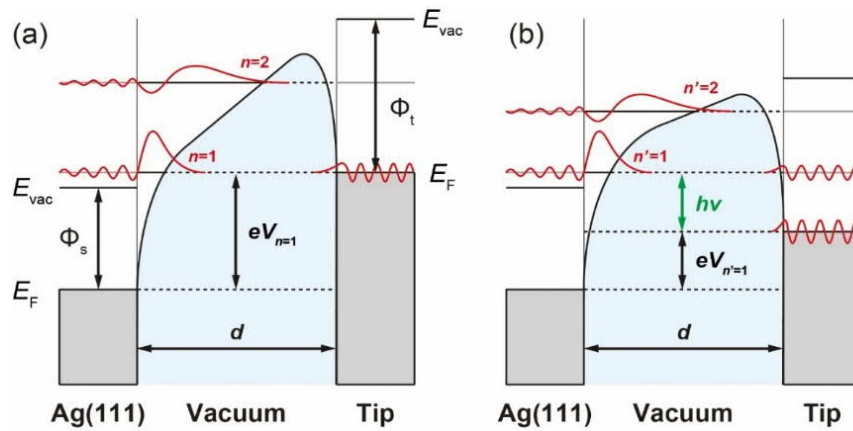 (a)
E_vac
n=2
Φ_t
n=1
E_vac
E_F
Φ_s
eV_n=1
E_F
d
Ag(111) Vacuum Tip
(b)
n'=2
n'=1
hν
eV_n'=1
d
Ag(111) Vacuum Tip